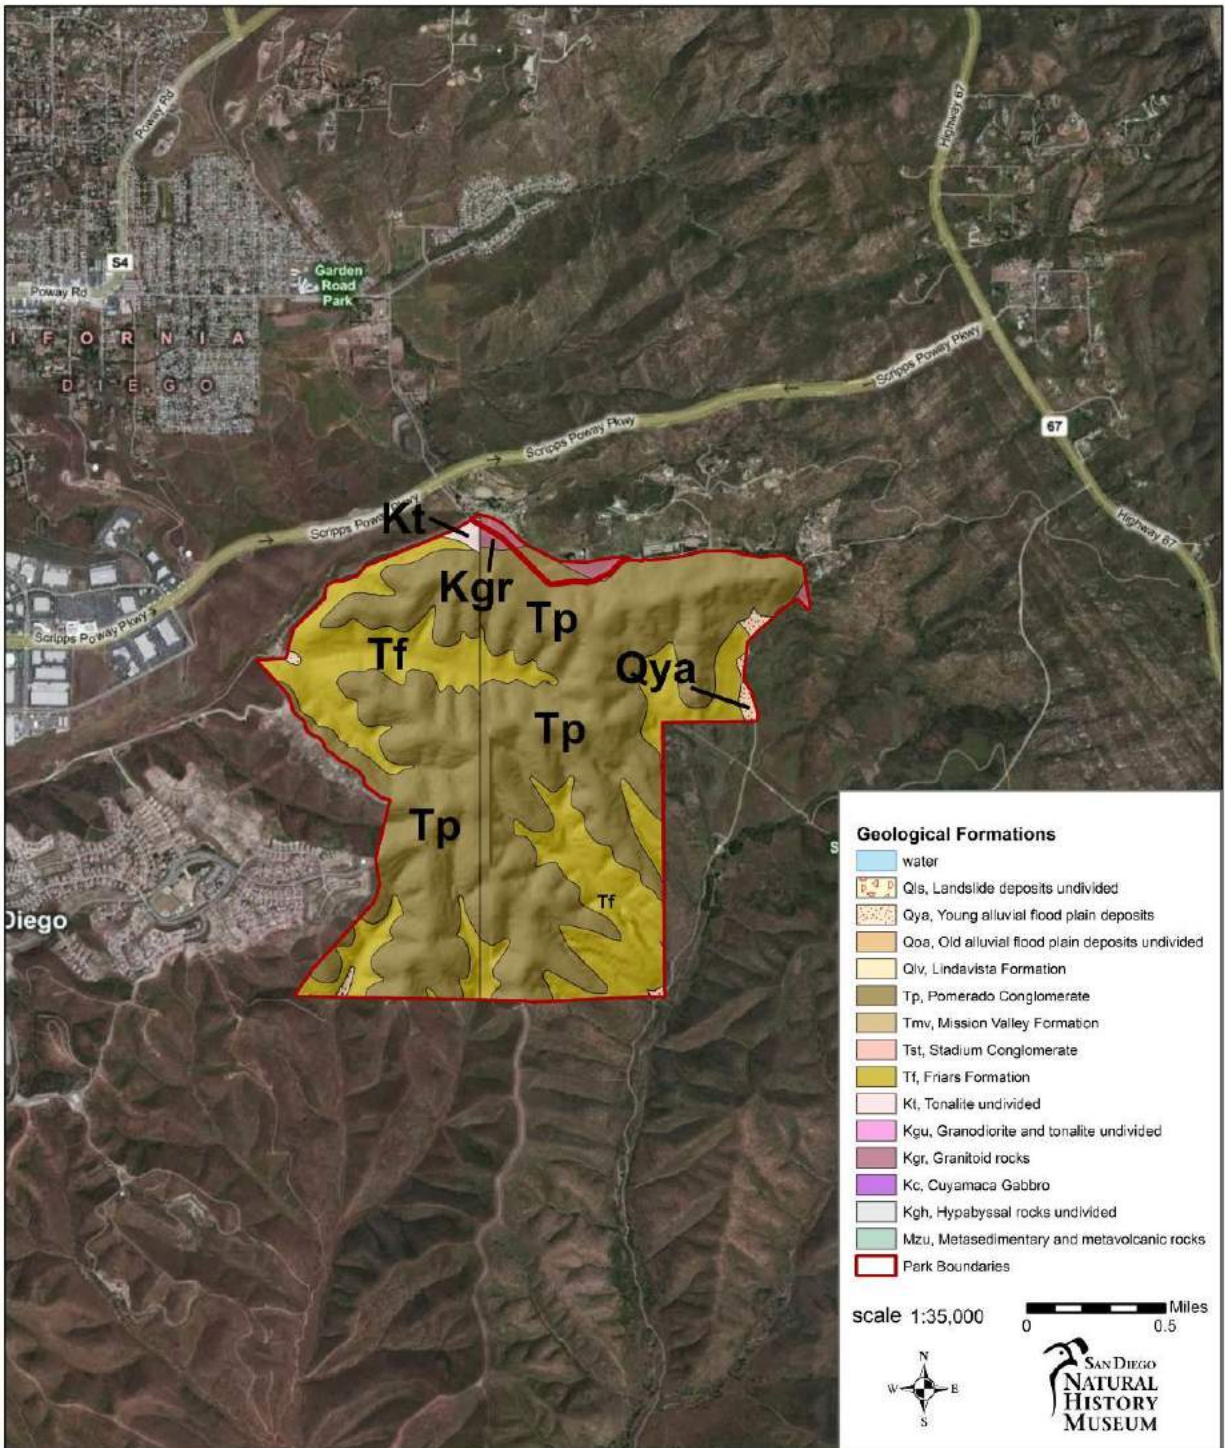 Poway Rd
Highway 67
S4
Garden
Road
Park
Poway Rd
I F O R N I A
D I E G O
Scripps Poway Pkwy
67
Scripps Poway Pkwy
Highway 67
Kt
Scripps Poway Pkwy
Kgr
Tp
Scripps Poway Pkwy
Tf
Qya
Tp
Tp
S
Tf
Diego
Geological Formations
water
Qls, Landslide deposits undivided
Qya, Young alluvial flood plain deposits
Qoa, Old alluvial flood plain deposits undivided
Qlv, Lindavista Formation
Tp, Pomerado Conglomerate
Tmv, Mission Valley Formation
Tst, Stadium Conglomerate
Tf, Friars Formation
Kt, Tonalite undivided
Kgu, Granodiorite and tonalite undivided
Kgr, Granitoid rocks
Kc, Cuyamaca Gabbro
Kgh, Hypabyssal rocks undivided
Mzu, Metasedimentary and metavolcanic rocks
Park Boundaries
scale 1:35,000
Miles
0 0.5
N
W E
S
SAN DIEGO
NATURAL
HISTORY
MUSEUM